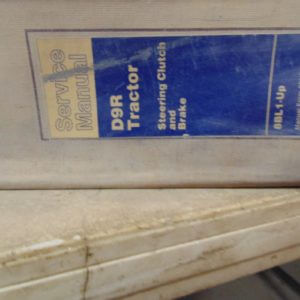 Service
Manual
D9R
Tractor
Steering Clutch
and
Brake
8BL1-Up